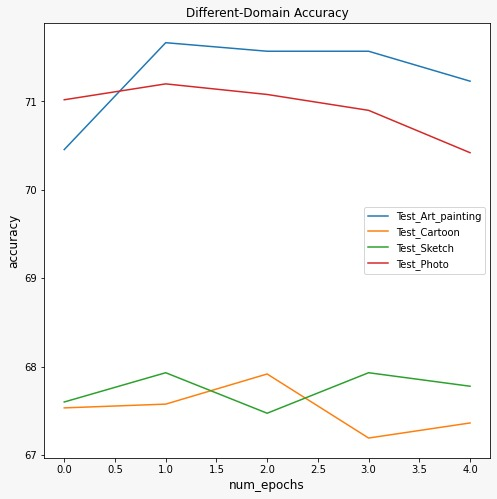 Different-Domain Accuracy
accuracy
71
70
69
68
67
Test_Art_painting
Test_Cartoon
Test_Sketch
Test_Photo
0.0 0.5 1.0 1.5 2.0 2.5 3.0 3.5 4.0
num_epochs